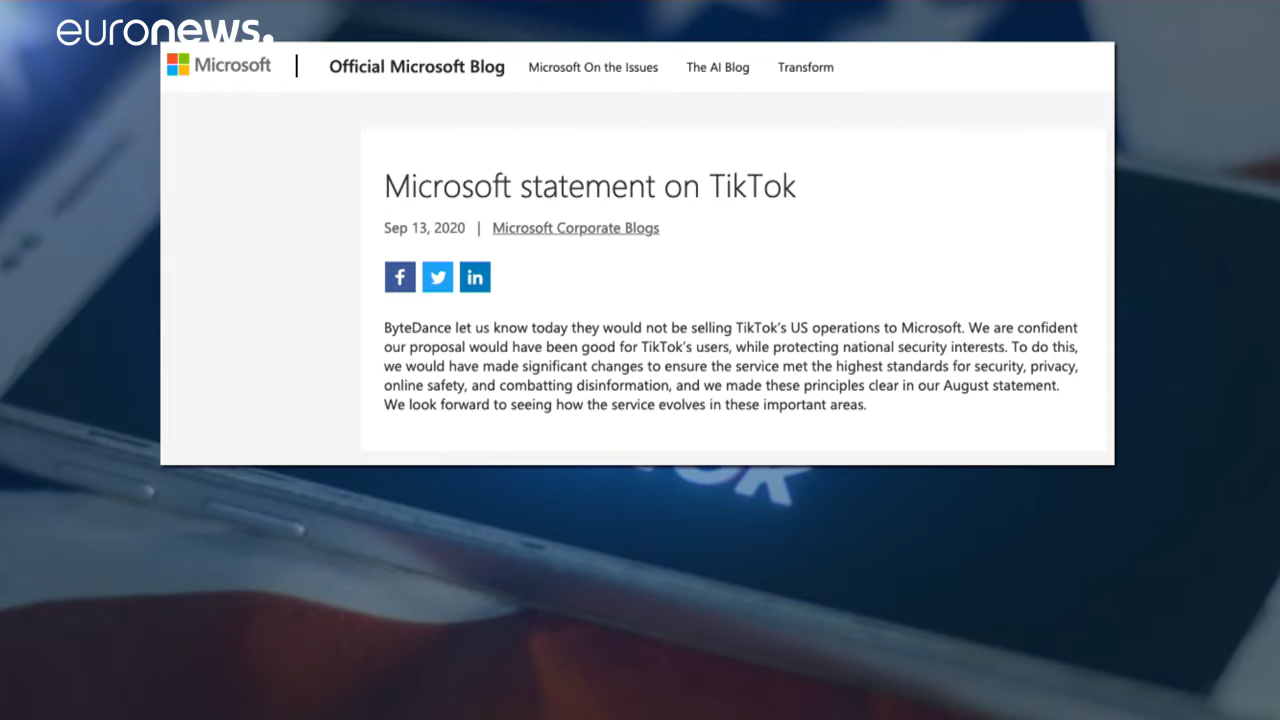 euronews.
Microsoft | Official Microsoft Blog Microsoft On the Issues The AI Blog Transform
Microsoft statement on TikTok
Sep 13, 2020 | Microsoft Corporate Blogs
f in
ByteDance let us know today they would not be selling TikTok's US operations to Microsoft. We are confident
our proposal would have been good for TikTok's users, while protecting national security interests. To do this,
we would have made significant changes to ensure the service met the highest standards for security, privacy,
online safety, and combatting disinformation, and we made these principles clear in our August statement.
We look forward to seeing how the service evolves in these important areas.